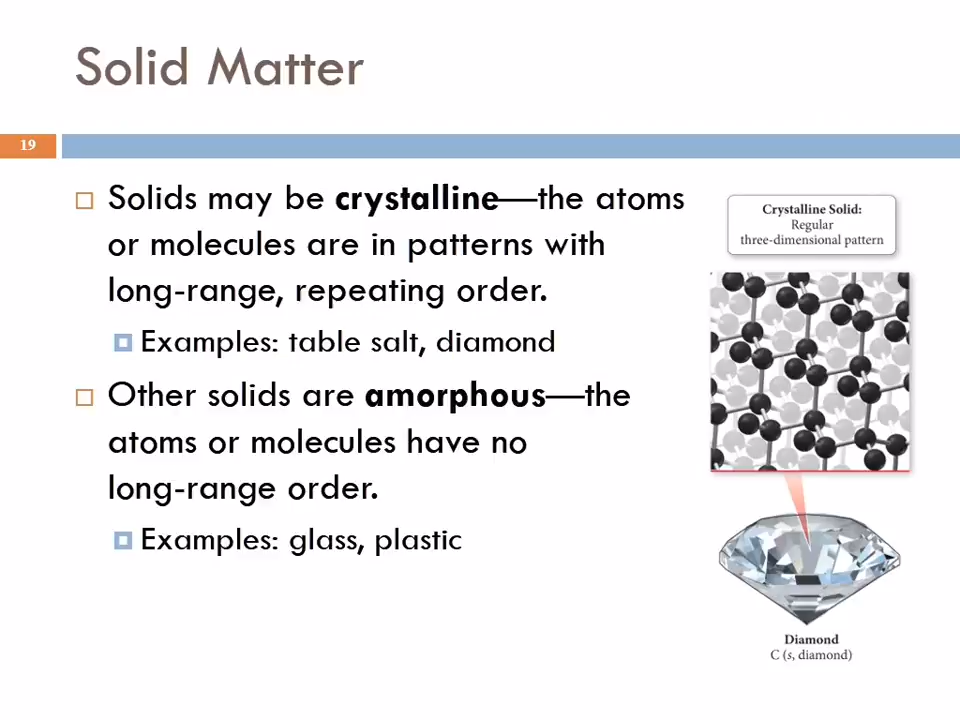 Solid Matter
19
Solids may be crystalline—the atoms
or molecules are in patterns with
long-range, repeating order.
Examples: table salt, diamond
Other solids are amorphous—the
atoms or molecules have no
long-range order.
Examples: glass, plastic
Crystalline Solid:
Regular
three-dimensional pattern
Diamond
C (s, diamond)